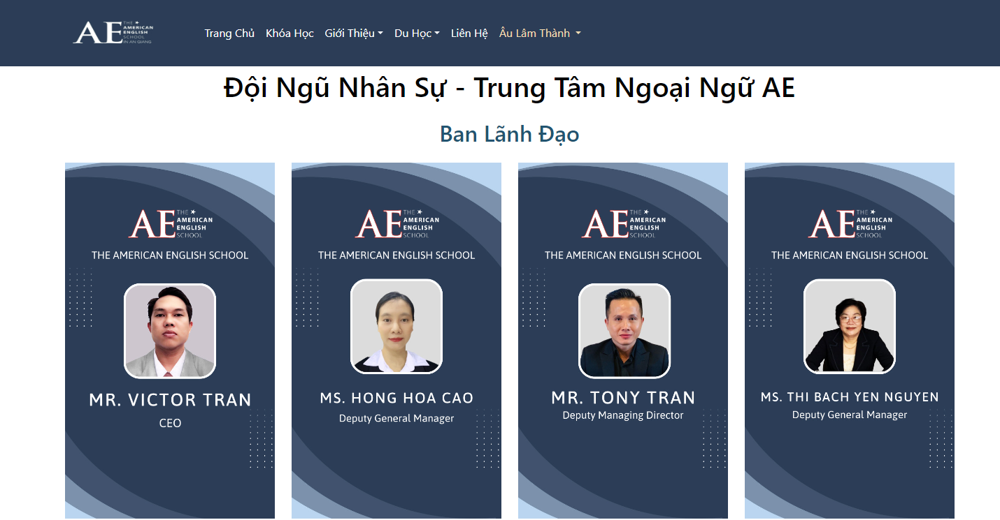 AE THE AMERICAN ENGLISH SCHOOL IN AN GIANG
Trang Chủ Khóa Học Giới Thiệu Du Học Liên Hệ Âu Lâm Thành
Đội Ngũ Nhân Sự - Trung Tâm Ngoại Ngữ AE
Ban Lãnh Đạo
AE THE AMERICAN ENGLISH SCHOOL
THE AMERICAN ENGLISH SCHOOL
MR. VICTOR TRAN
CEO
AE THE AMERICAN ENGLISH SCHOOL
THE AMERICAN ENGLISH SCHOOL
MS. HONG HOA CAO
Deputy General Manager
AE THE AMERICAN ENGLISH SCHOOL
THE AMERICAN ENGLISH SCHOOL
MR. TONY TRAN
Deputy Managing Director
AE THE AMERICAN ENGLISH SCHOOL
THE AMERICAN ENGLISH SCHOOL
MS. THI BACH YEN NGUYEN
Deputy General Manager